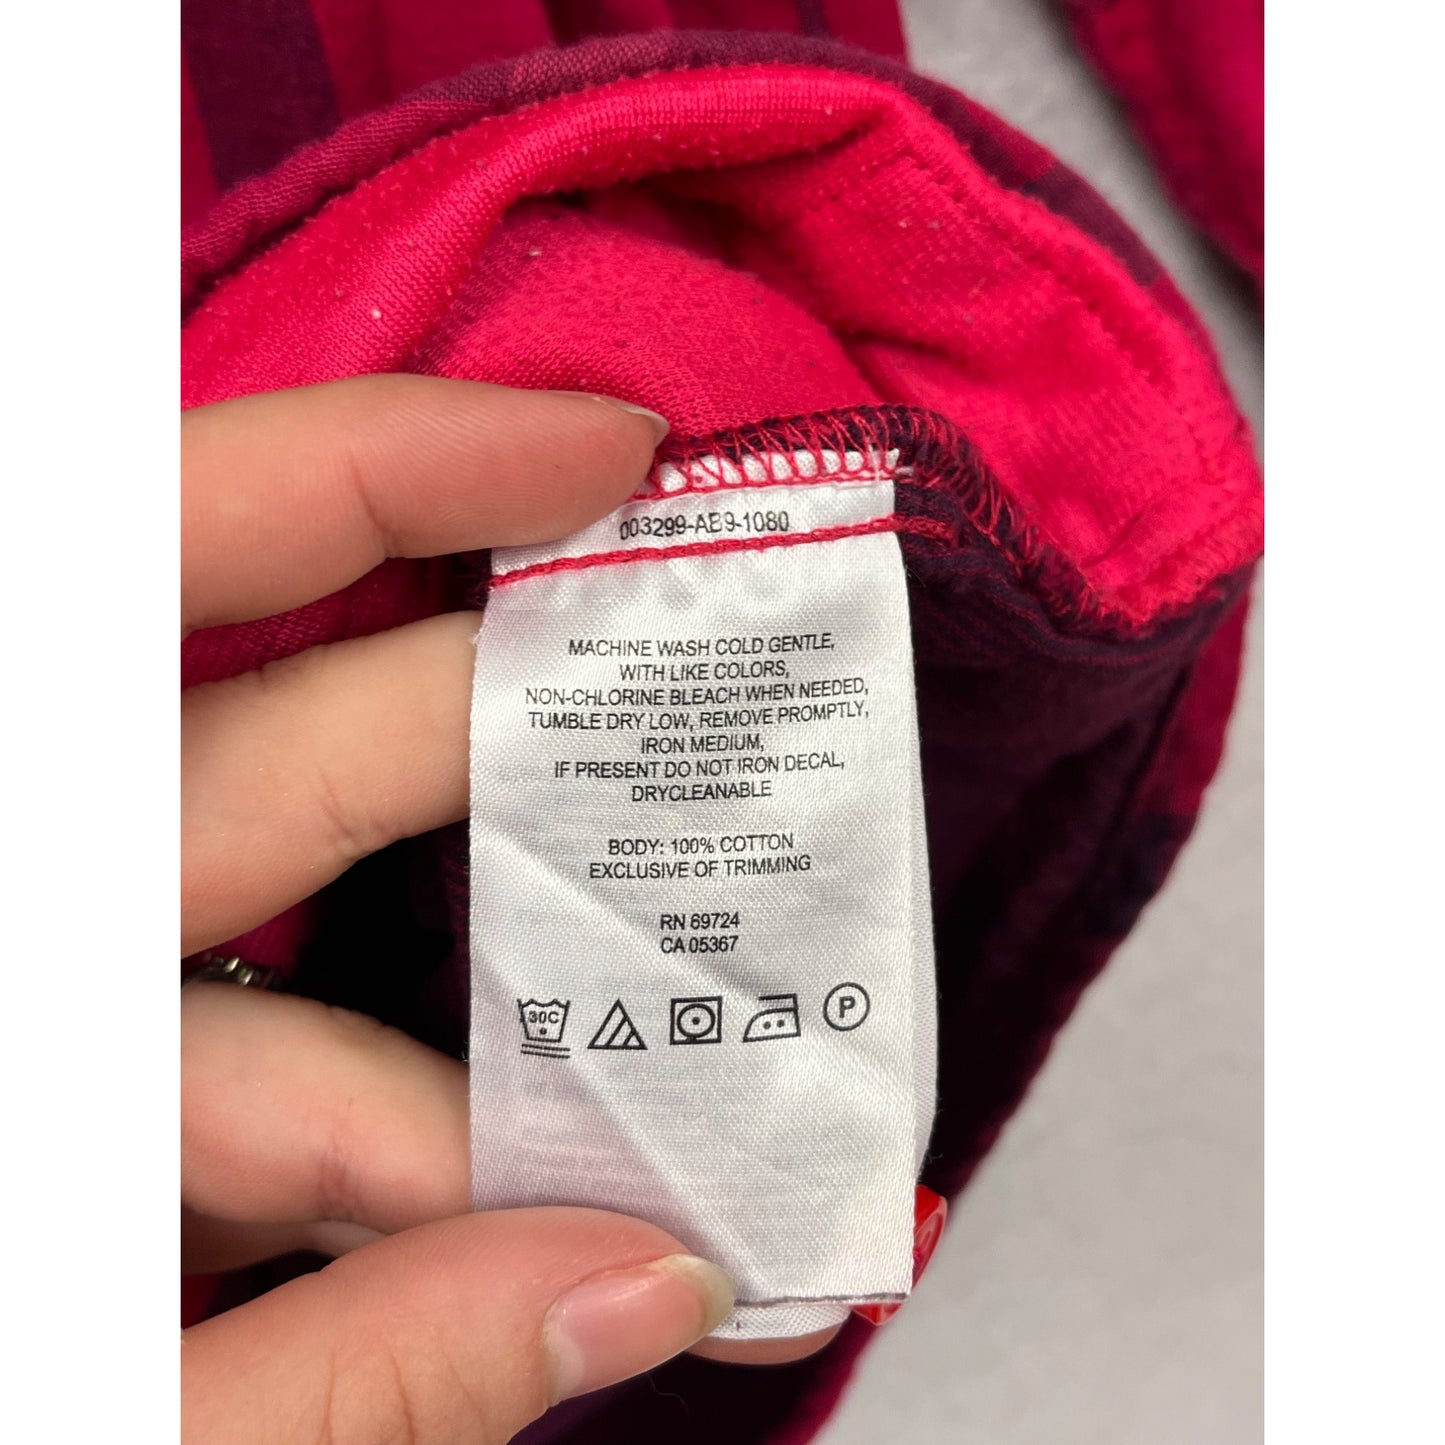 003299-AB9-1080
MACHINE WASH COLD GENTLE,
WITH LIKE COLORS,
NON-CHLORINE BLEACH WHEN NEEDED,
TUMBLE DRY LOW, REMOVE PROMPTLY,
IRON MEDIUM,
IF PRESENT DO NOT IRON DECAL,
DRYCLEANABLE
BODY: 100% COTTON
EXCLUSIVE OF TRIMMING
RN 69724
CA 05367
30C P